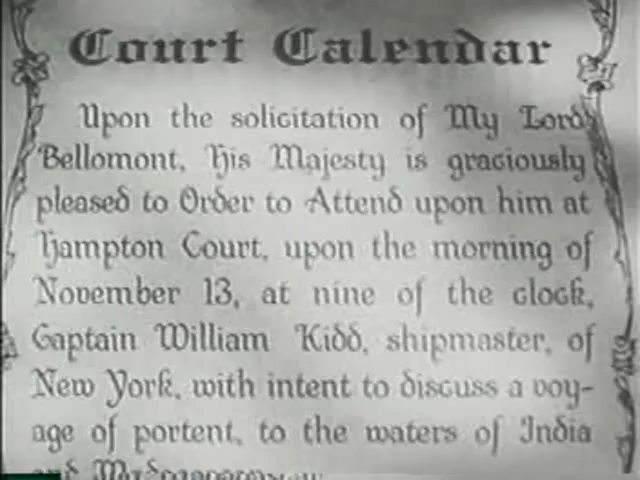 Court Calendar
Upon the solicitation of My Lord
Bellomont, His Majesty is graciously
pleased to Order to Attend upon him at
Hampton Court, upon the morning of
November 13, at nine of the clock,
Captain William Kidd, shipmaster, of
New York, with intent to discuss a voy-
age of portent, to the waters of India
and